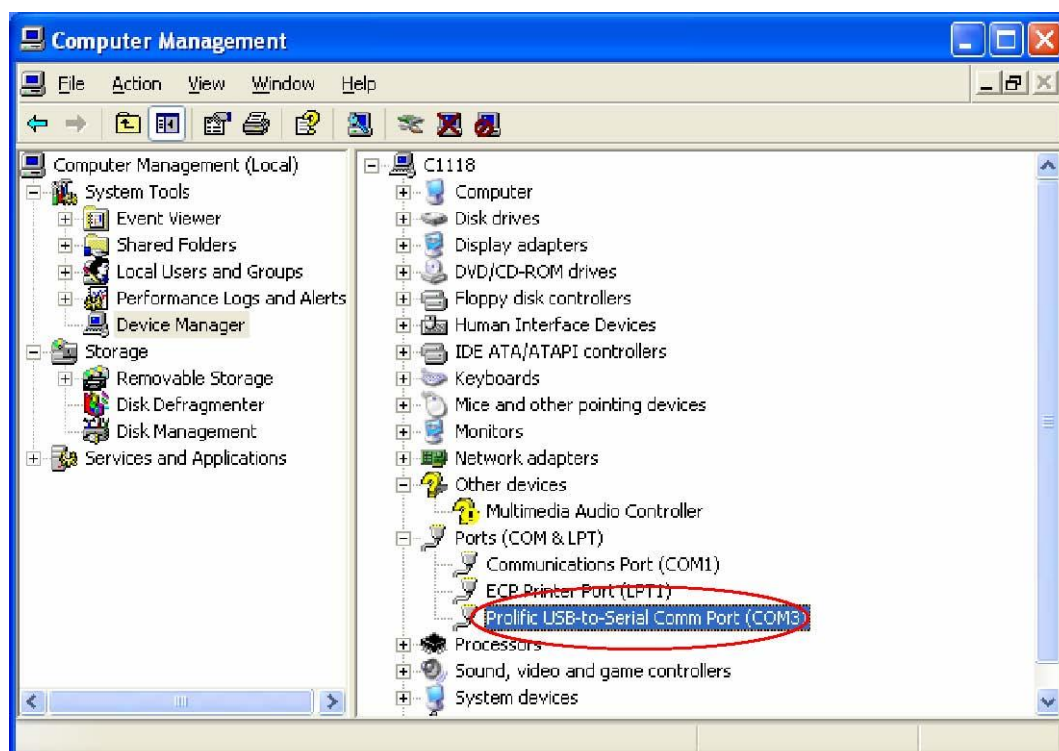 Computer Management
File Action View Window Help
Computer Management (Local)
System Tools
Event Viewer
Shared Folders
Local Users and Groups
Performance Logs and Alerts
Device Manager
Storage
Removable Storage
Disk Defragmenter
Disk Management
Services and Applications
C1118
Computer
Disk drives
Display adapters
DVD/CD-ROM drives
Floppy disk controllers
Human Interface Devices
IDE ATA/ATAPI controllers
Keyboards
Mice and other pointing devices
Monitors
Network adapters
Other devices
Multimedia Audio Controller
Ports (COM & LPT)
Communications Port (COM1)
ECP Printer Port (LPT1)
Prolific USB-to-Serial Comm Port (COM3)
Processors
Sound, video and game controllers
System devices